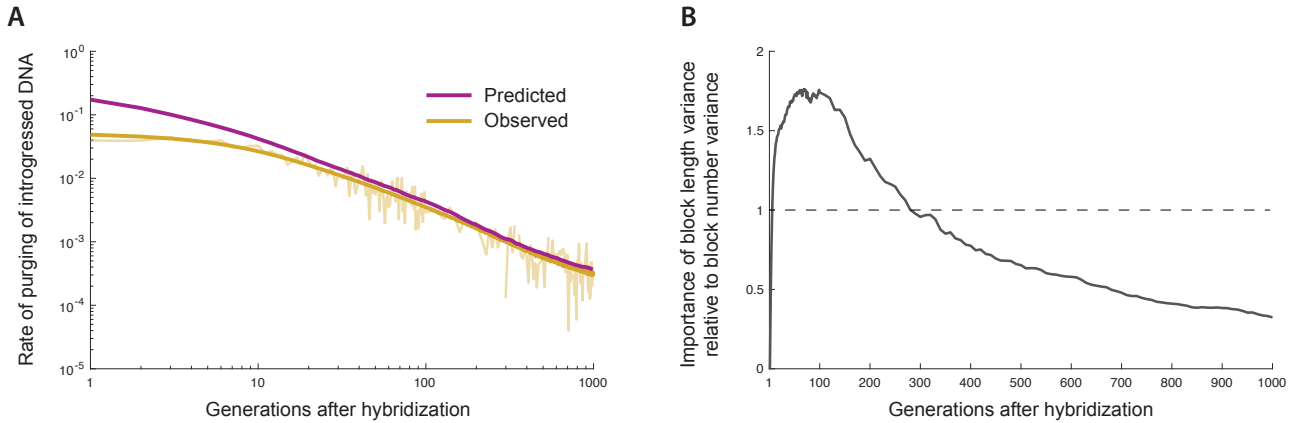 A
Rate of purging of introgressed DNA
10^0
10^-1
10^-2
10^-3
10^-4
10^-5
1
10
100
1000
Generations after hybridization
Predicted
Observed
B
Importance of block length variance
relative to block number variance
2
1.5
1
0.5
0
1
100
200
300
400
500
600
700
800
900
1000
Generations after hybridization